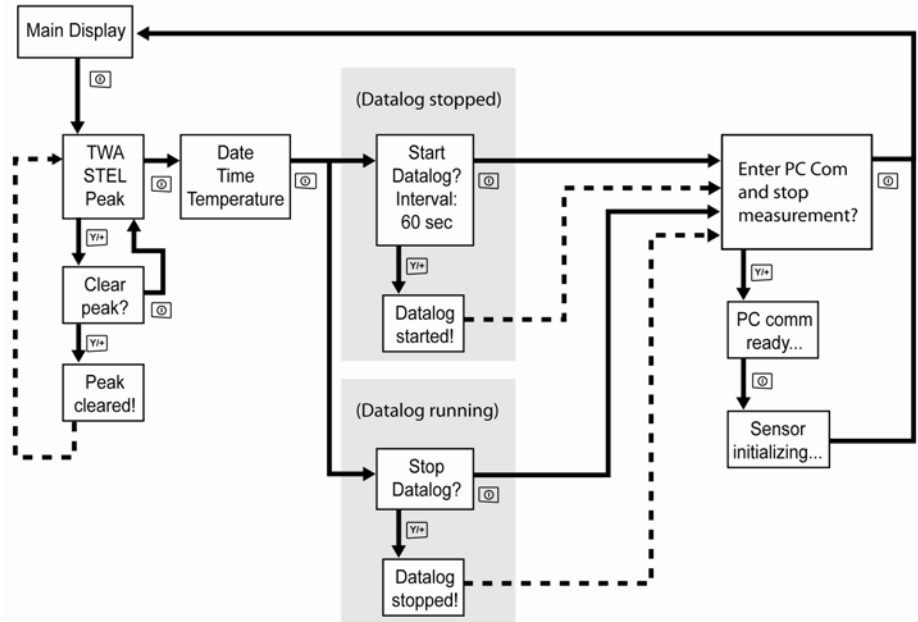 Main Display
TWA
STEL
Peak
Y/+
Clear
peak?
Y/+
Peak
cleared!
Date
Time
Temperature
(Datalog stopped)
Start
Datalog?
Interval:
60 sec
Y/+
Datalog
started!
(Datalog running)
Stop
Datalog?
Y/+
Datalog
stopped!
Enter PC Com
and stop
measurement?
Y/+
PC comm
ready...
Sensor
initializing...